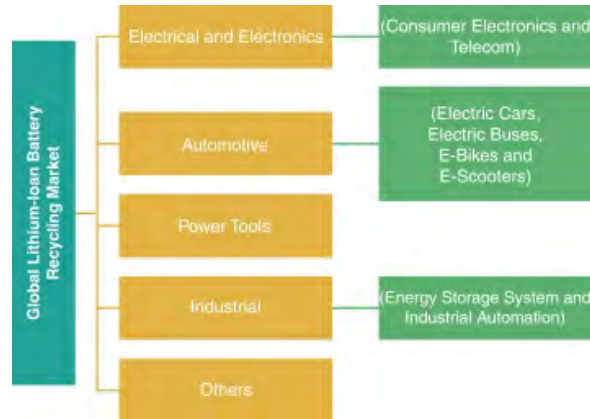 Global Lithium-Ioan Battery
Recycling Market
Electrical and Electronics
(Consumer Electronics and
Telecom)
Automotive
(Electric Cars,
Electric Buses,
E-Bikes and
E-Scooters)
Power Tools
Industrial
(Energy Storage System and
Industrial Automation)
Others